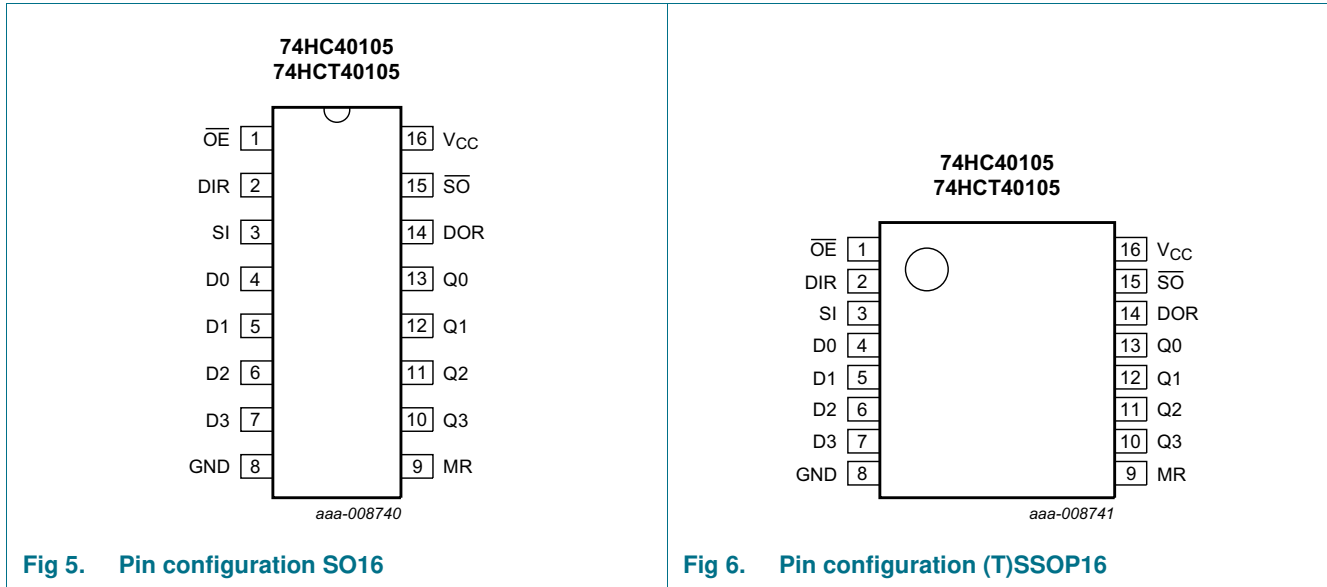 74HC40105
74HCT40105
O̅E̅ 1 16 VCC
DIR 2 15 S̅O̅
SI 3 14 DOR
D0 4 13 Q0
D1 5 12 Q1
D2 6 11 Q2
D3 7 10 Q3
GND 8 9 MR
aaa-008740
Fig 5. Pin configuration SO16
74HC40105
74HCT40105
O̅E̅ 1 16 VCC
DIR 2 15 S̅O̅
SI 3 14 DOR
D0 4 13 Q0
D1 5 12 Q1
D2 6 11 Q2
D3 7 10 Q3
GND 8 9 MR
aaa-008741
Fig 6. Pin configuration (T)SSOP16